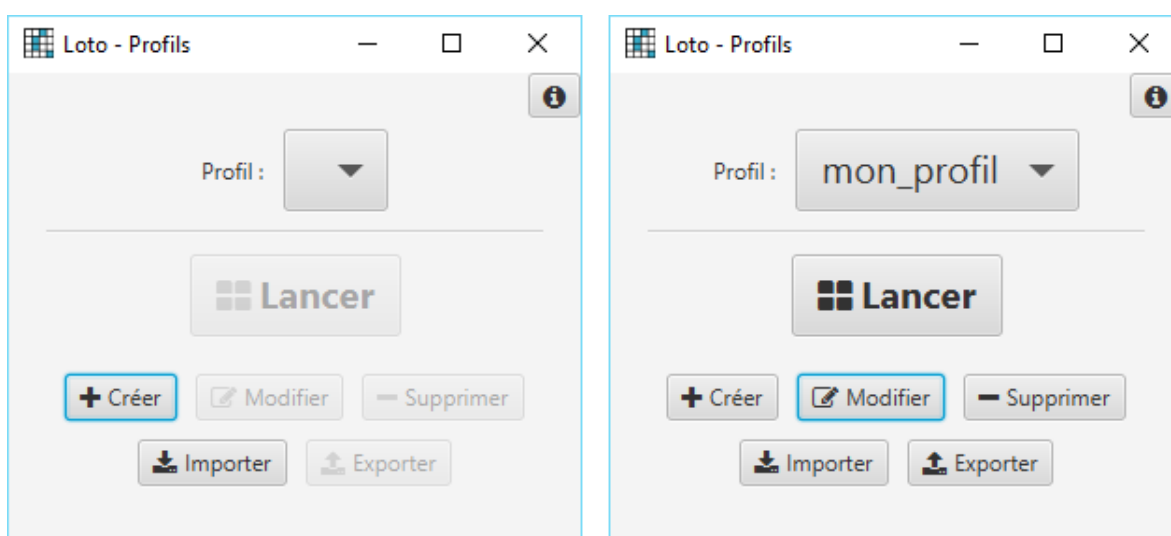 Loto - Profils
Profil :
Lancer
Créer Modifier Supprimer
Importer Exporter
Loto - Profils
Profil : mon_profil
Lancer
Créer Modifier Supprimer
Importer Exporter